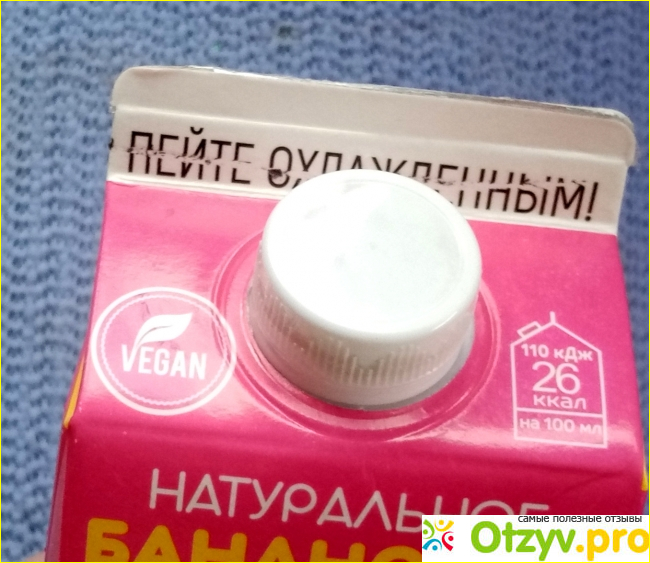 ПЕЙТЕ ОХЛАЖДЕННЫМ!
VEGAN
110 кДж
26
ккал
на 100 мл
НАТУРАЛЬНОЕ
самые полезные отзывы
Otzyv.pro